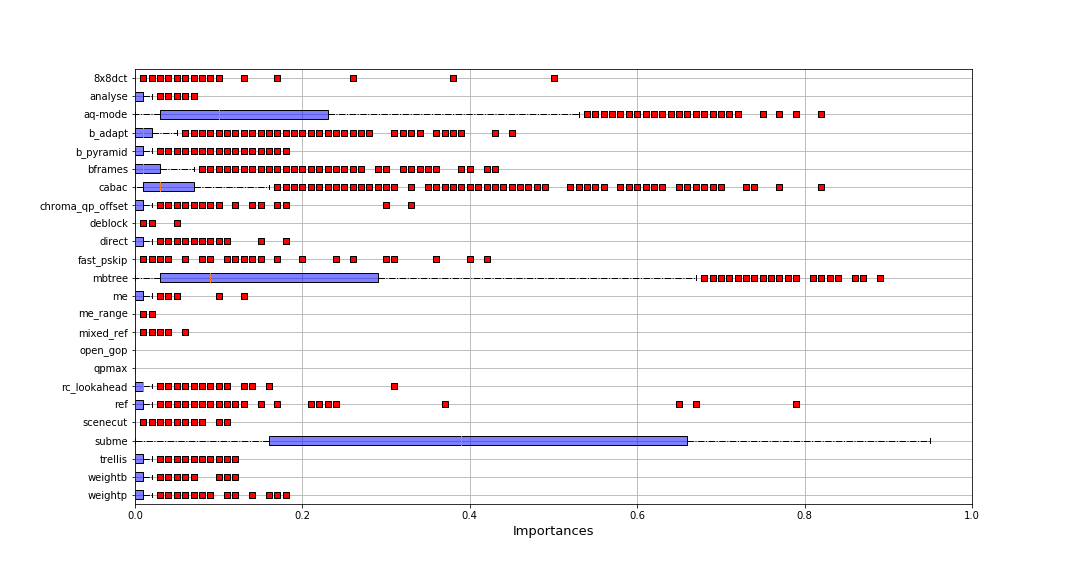 8x8dct
analyse
aq-mode
b_adapt
b_pyramid
bframes
cabac
chroma_qp_offset
deblock
direct
fast_pskip
mbtree
me
me_range
mixed_ref
open_gop
qpmax
rc_lookahead
ref
scenecut
subme
trellis
weightb
weightp
0.0 0.2 0.4 0.6 0.8 1.0
Importances